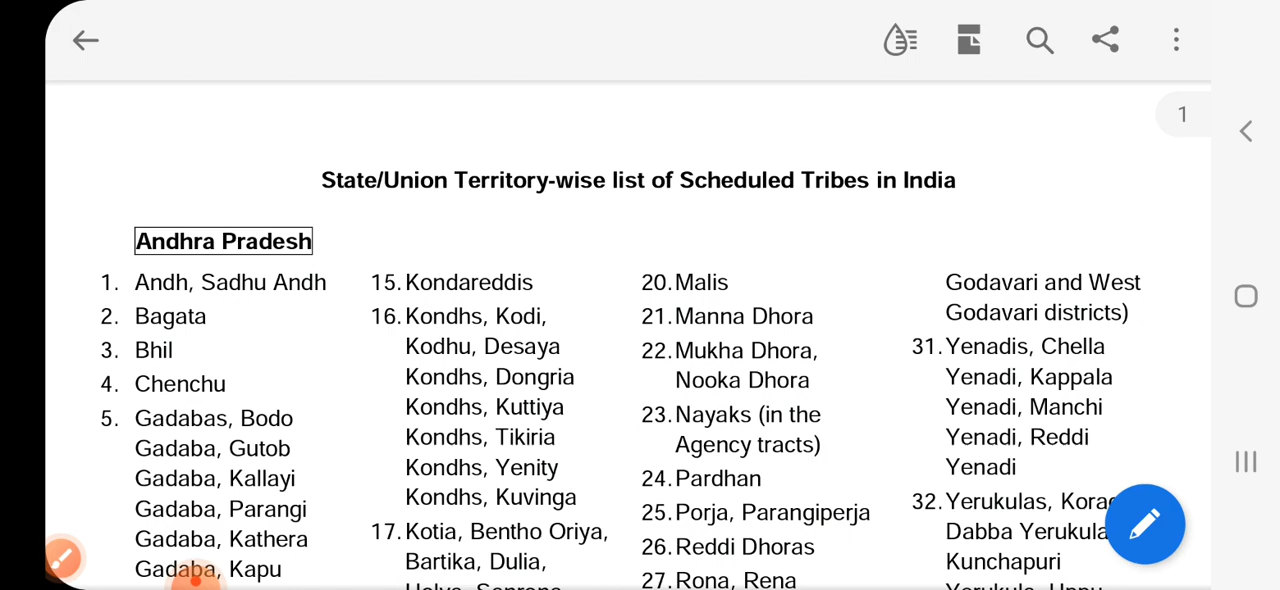 1
State/Union Territory-wise list of Scheduled Tribes in India
Andhra Pradesh
1. Andh, Sadhu Andh
2. Bagata
3. Bhil
4. Chenchu
5. Gadabas, Bodo
Gadaba, Gutob
Gadaba, Kallayi
Gadaba, Parangi
Gadaba, Kathera
Gadaba, Kapu
15. Kondareddis
16. Kondhs, Kodi,
Kodhu, Desaya
Kondhs, Dongria
Kondhs, Kuttiya
Kondhs, Tikiria
Kondhs, Yenity
Kondhs, Kuvinga
17. Kotia, Bentho Oriya,
Bartika, Dulia,
20. Malis
21. Manna Dhora
22. Mukha Dhora,
Nooka Dhora
23. Nayaks (in the
Agency tracts)
24. Pardhan
25. Porja, Parangiperja
26. Reddi Dhoras
27. Rona, Rena
Godavari and West
Godavari districts)
31. Yenadis, Chella
Yenadi, Kappala
Yenadi, Manchi
Yenadi, Reddi
Yenadi
32. Yerukulas,
Dabba Yerukula
Kunchapuri